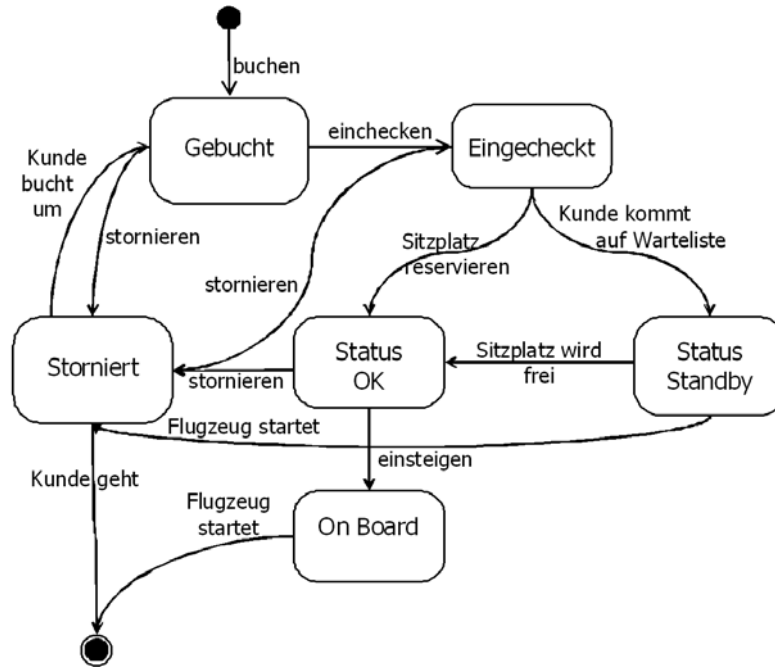 buchen
Gebucht
einchecken
Eingecheckt
Kunde
bucht
um
stornieren
stornieren
Sitzplatz
reservieren
Kunde kommt
auf Warteliste
Storniert
stornieren
Status
OK
Sitzplatz wird
frei
Status
Standby
Flugzeug startet
einsteigen
Kunde geht
Flugzeug
startet
On Board